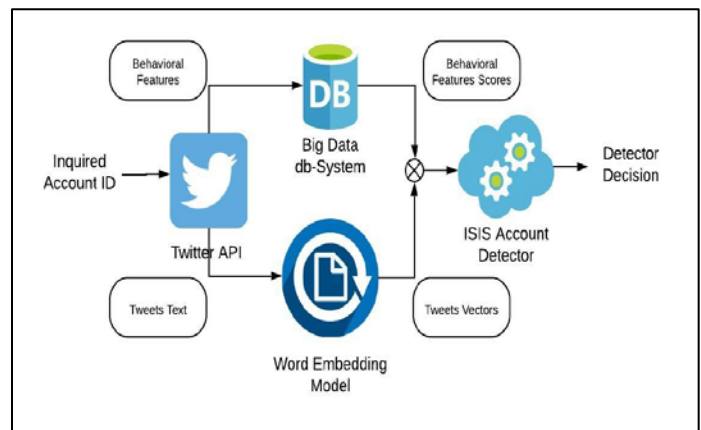 Behavioral
Features
DB
Behavioral
Features Scores
Big Data
db-System
Inquired
Account ID
Detector
Decision
Twitter API
ISIS Account
Detector
Tweets Text
Tweets Vectors
Word Embedding
Model